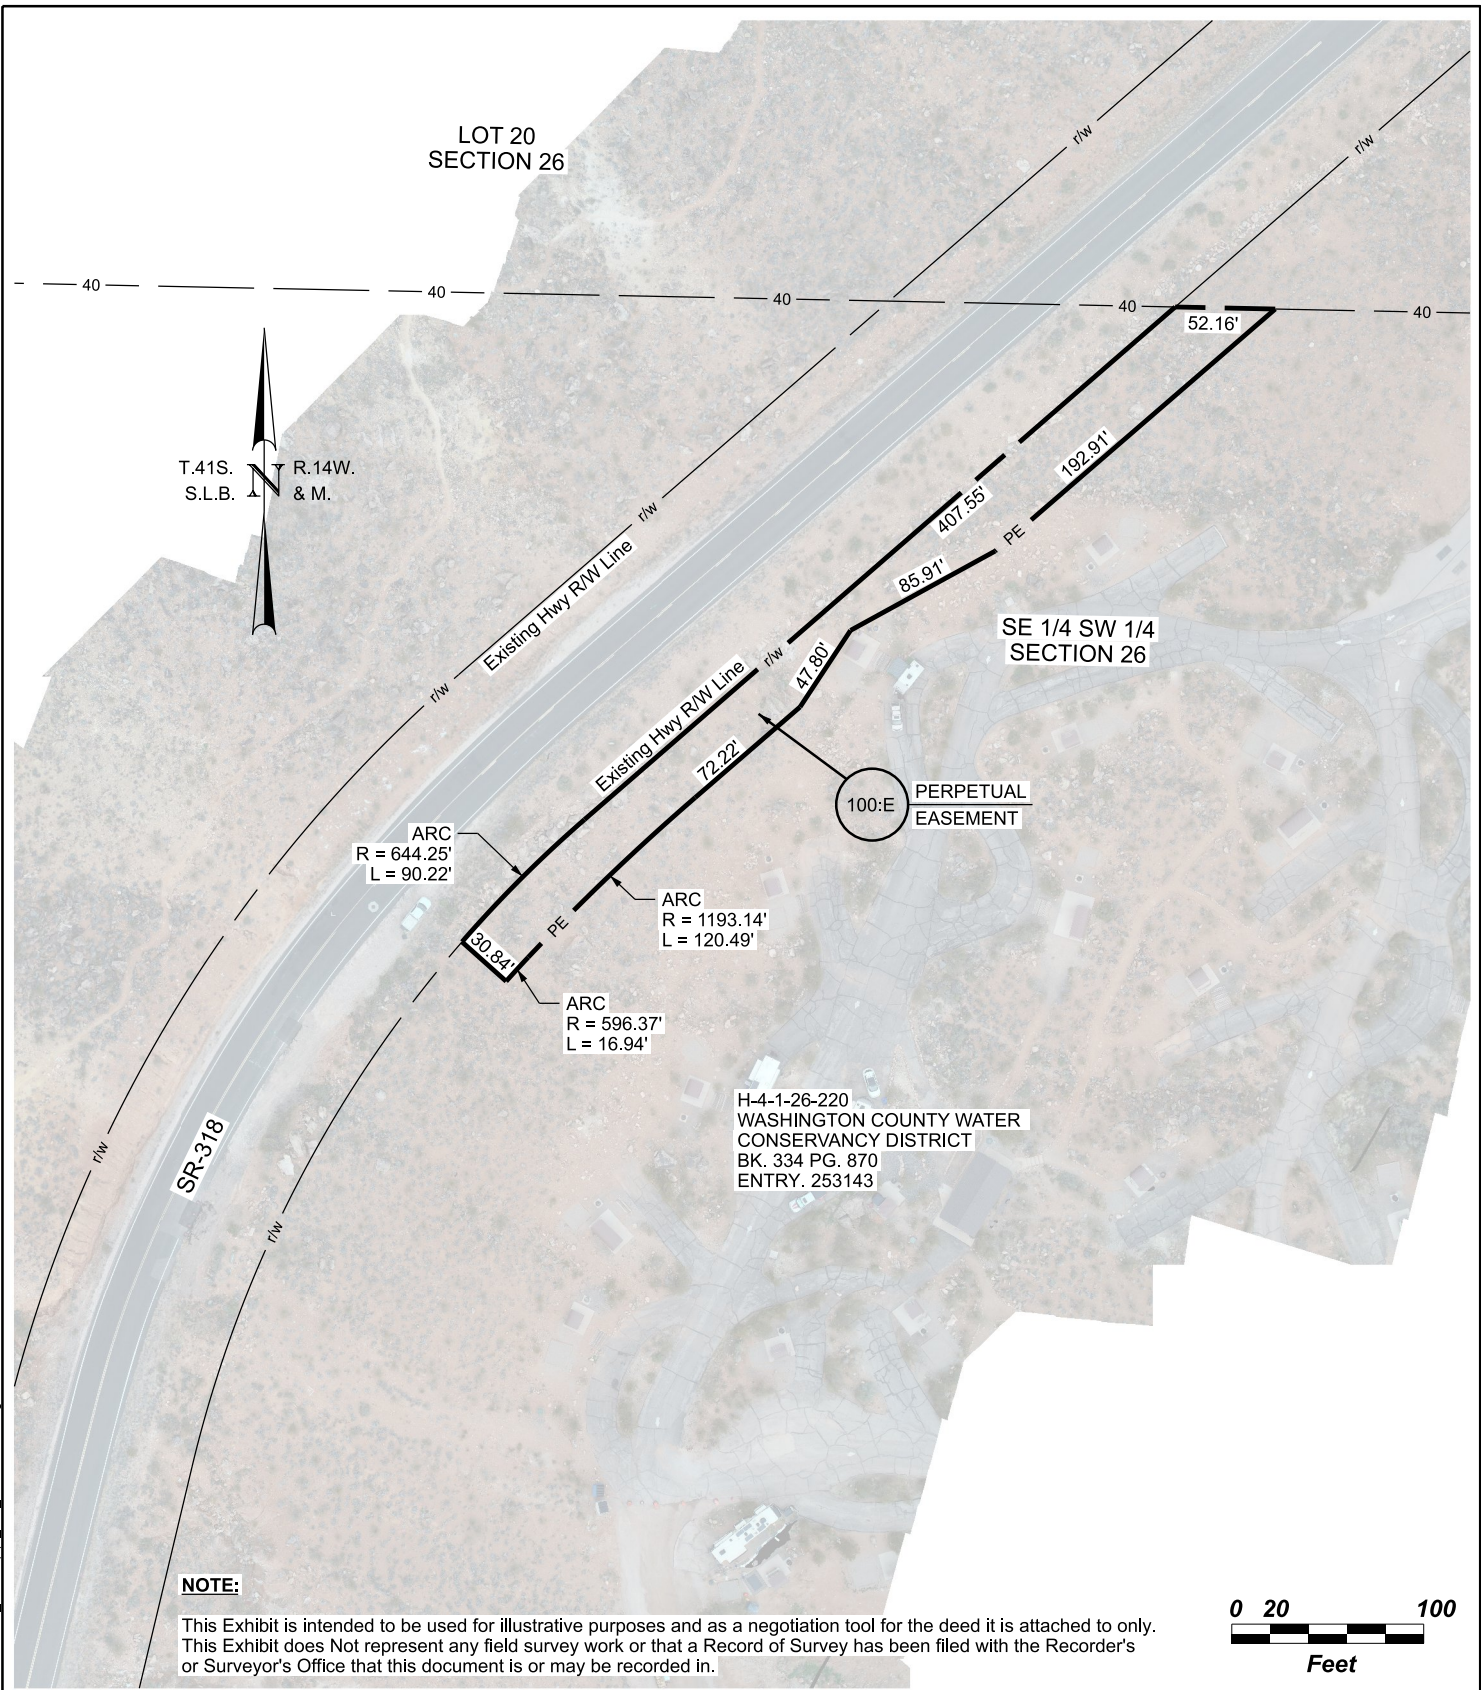 LOT 20
SECTION 26
r/w
r/w
40
40
40
40
40
52.16'
T.41S.
R.14W.
N
S.L.B.
& M.
192.91'
407.55'
r/w
PE
85.91'
Existing Hwy R/W Line
SE 1/4 SW 1/4
SECTION 26
r/w
r/w
47.80'
Existing Hwy R/W Line
72.22'
100:E
PERPETUAL
EASEMENT
ARC
R = 644.25'
L = 90.22'
ARC
R = 1193.14'
L = 120.49'
PE
30.84'
ARC
R = 596.37'
L = 16.94'
H-4-1-26-220
WASHINGTON COUNTY WATER
CONSERVANCY DISTRICT
BK. 334 PG. 870
ENTRY. 253143
r/w
SR-318
r/w
NOTE:
This Exhibit is intended to be used for illustrative purposes and as a negotiation tool for the deed it is attached to only.
This Exhibit does Not represent any field survey work or that a Record of Survey has been filed with the Recorder's
or Surveyor's Office that this document is or may be recorded in.
0 20 100
Feet